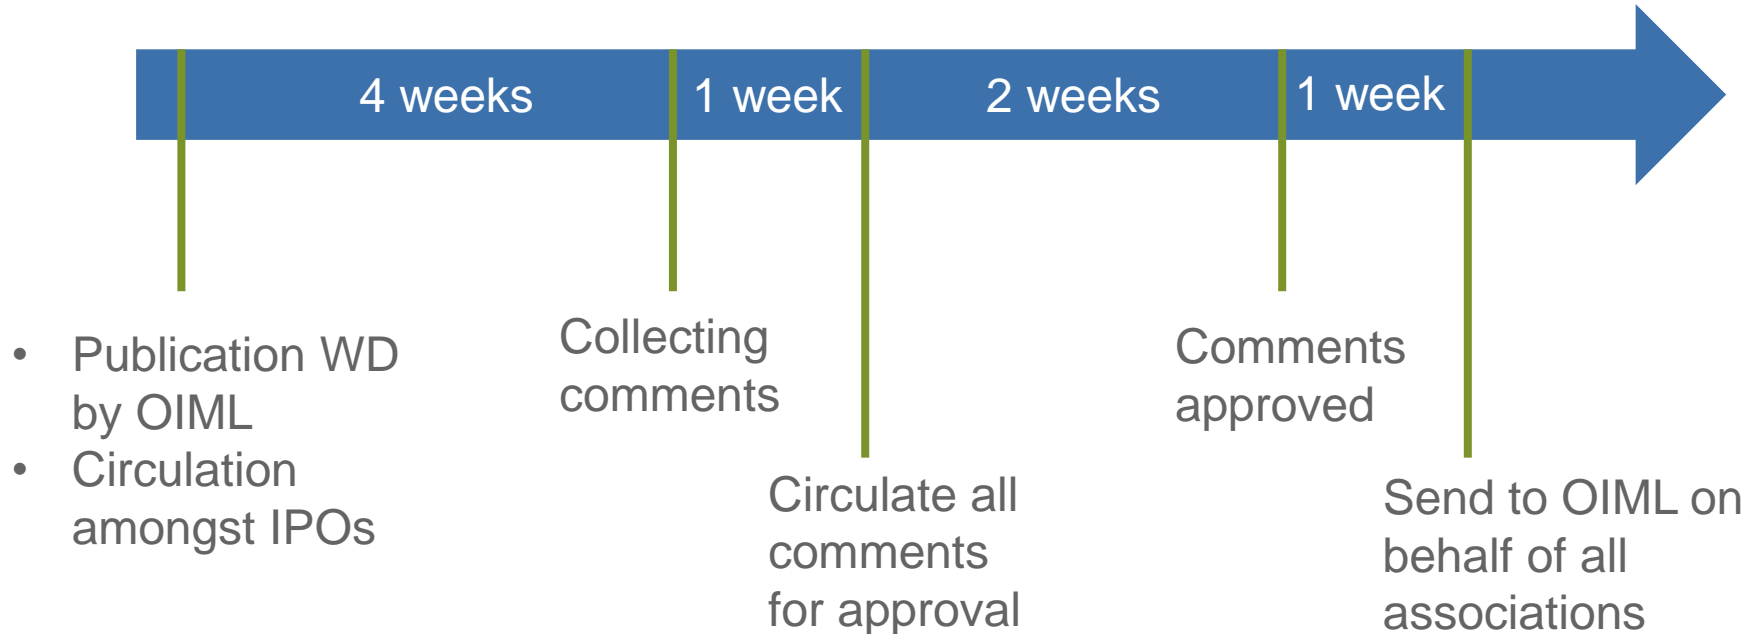 4 weeks
1 week
2 weeks
1 week
• Publication WD
by OIML
• Circulation
amongst IPOs
Collecting
comments
Circulate all
comments
for approval
Comments
approved
Send to OIML on
behalf of all
associations